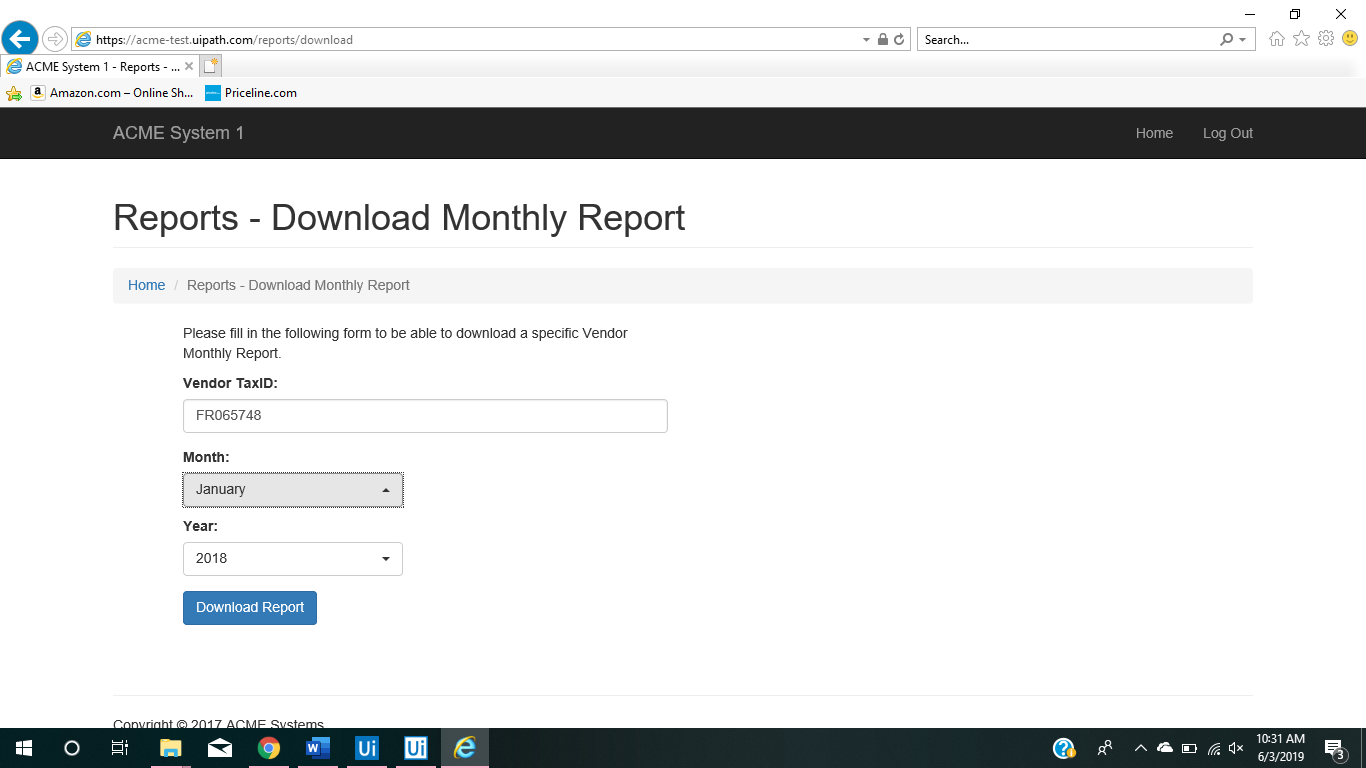 https://acme-test.uipath.com/reports/download
Search...
ACME System 1 - Reports - ...
Amazon.com – Online Sh...
Priceline.com
ACME System 1
Home
Log Out
Reports - Download Monthly Report
Home / Reports - Download Monthly Report
Please fill in the following form to be able to download a specific Vendor
Monthly Report.
Vendor TaxID:
FR065748
Month:
January
Year:
2018
Download Report
Copyright © 2017 ACME Systems
10:31 AM
6/3/2019
3